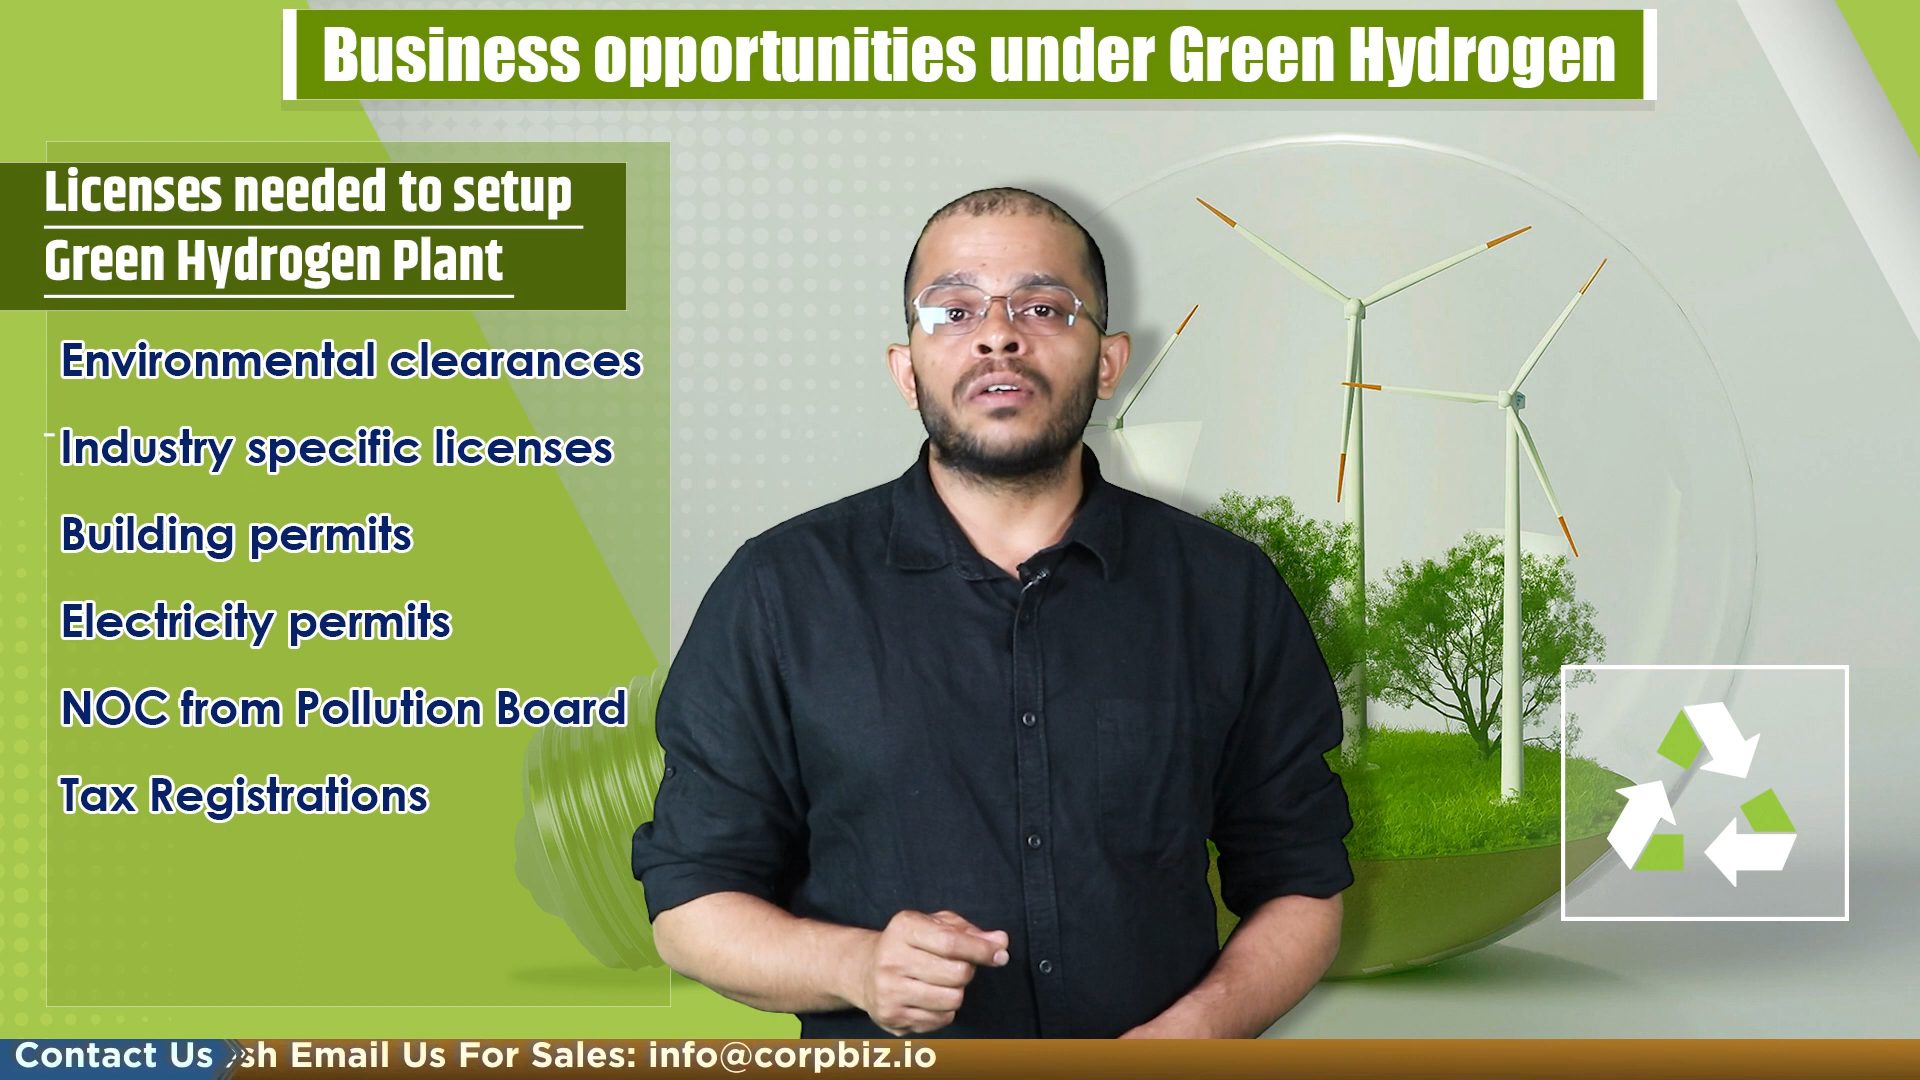 Business opportunities under Green Hydrogen
Licenses needed to setup
Green Hydrogen Plant
Environmental clearances
Industry specific licenses
Building permits
Electricity permits
NOC from Pollution Board
Tax Registrations
Contact Us
Email Us For Sales: info@corpbiz.io